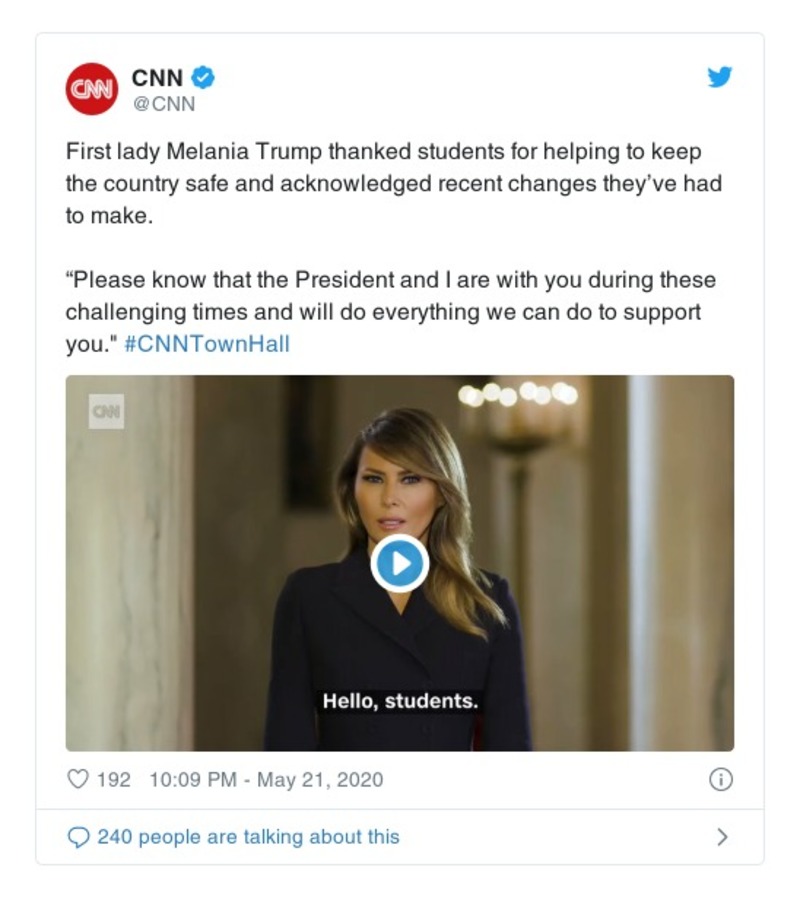 CNN
CNN
@CNN
First lady Melania Trump thanked students for helping to keep
the country safe and acknowledged recent changes they’ve had
to make.
“Please know that the President and I are with you during these
challenging times and will do everything we can do to support
you." #CNNTownHall
CNN
Hello, students.
192 10:09 PM - May 21, 2020
240 people are talking about this